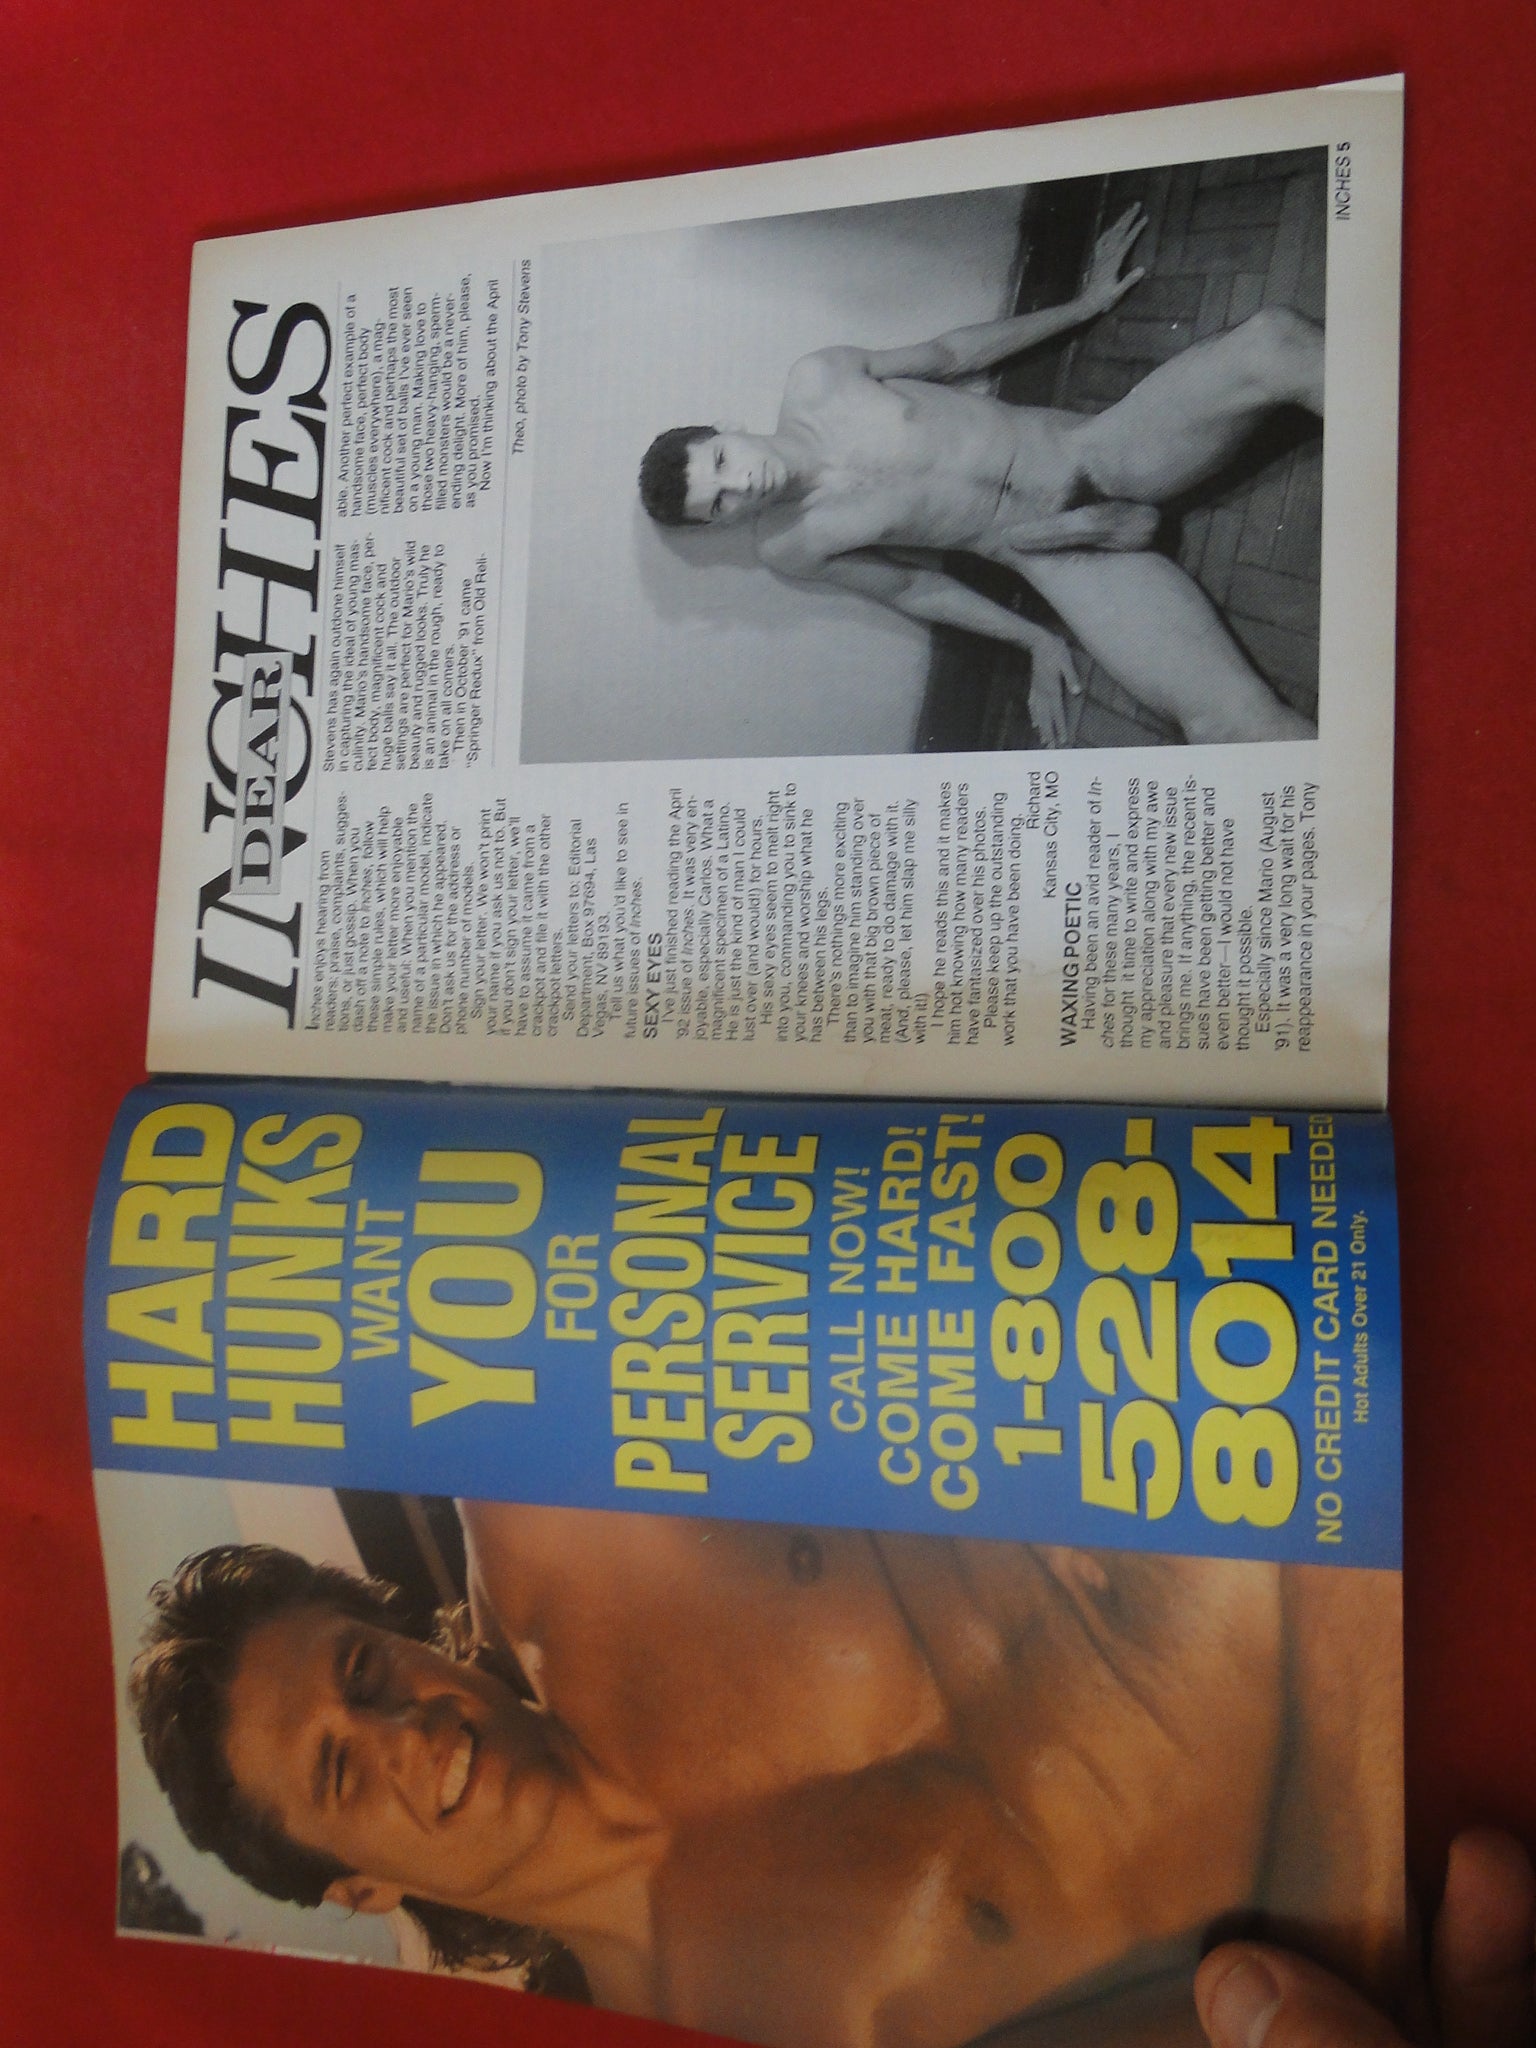 HARD
HUNKS
WANT
YOU
FOR
PERSONAL
SERVICE
CALL NOW!
COME HARD!
COME FAST!
1-800
528-
8014
NO CREDIT CARD NEEDED
Hot Adults Over 21 Only.
DEAR
INCHES
Inches enjoys hearing from
readers: praise, complaints, sugges-
tions, or just gossip. When you
dash off a note to Inches, follow
these simple rules, which will help
make your letter more enjoyable
and useful. When you mention the
name of a particular model, indicate
the issue in which he appeared.
Don't ask us for the address or
phone number of models.
Sign your letter. We won't print
your name if you ask us not to. But
if you don't sign your letter, we'll
have to assume it came from a
crackpot and file it with the other
crackpot letters.
Send your letters to: Editorial
Department, Box 97694, Las
Vegas, NV 89193.
Tell us what you'd like to see in
future issues of Inches.
SEXY EYES
I've just finished reading the April
'92 issue of Inches. It was very en-
joyable, especially Carlos. What a
magnificent specimen of a Latino.
He is just the kind of man I could
lust over (and would!) for hours.
His sexy eyes seem to melt right
into you, commanding you to sink to
your knees and worship what he
has between his legs.
There's nothings more exciting
than to imagine him standing over
you with that big brown piece of
meat, ready to do damage with it.
(And, please, let him slap me silly
with it!)
I hope he reads this and it makes
him hot knowing how many readers
have fantasized over his photos.
Please keep up the outstanding
work that you have been doing.
Richard
Kansas City, MO
WAXING POETIC
Having been an avid reader of In-
ches for these many years, I
thought it time to write and express
my appreciation along with my awe
and pleasure that every new issue
brings me. If anything, the recent is-
sues have been getting better and
even better—I would not have
thought it possible.
Especially since Mario (August
'91). It was a very long wait for his
reappearance in your pages. Tony
Stevens has again outdone himself
in capturing the ideal of young mas-
culinity. Mario's handsome face, per-
fect body, magnificent cock and
huge balls say it all. The outdoor
settings are perfect for Mario's wild
beauty and rugged looks. Truly he
is an animal in the rough, ready to
take on all comers.
Then in October '91 came
"Springer Redux" from Old Reli-
able. Another perfect example of a
handsome face, perfect body
(muscles everywhere), a mag-
nificent cock and perhaps the most
beautiful set of balls I've ever seen
on a young man. Making love to
those two heavy-hanging, sperm-
filled monsters would be a never-
ending delight. More of him, please,
as you promised.
Now I'm thinking about the April
Theo, photo by Tony Stevens
INCHES 5